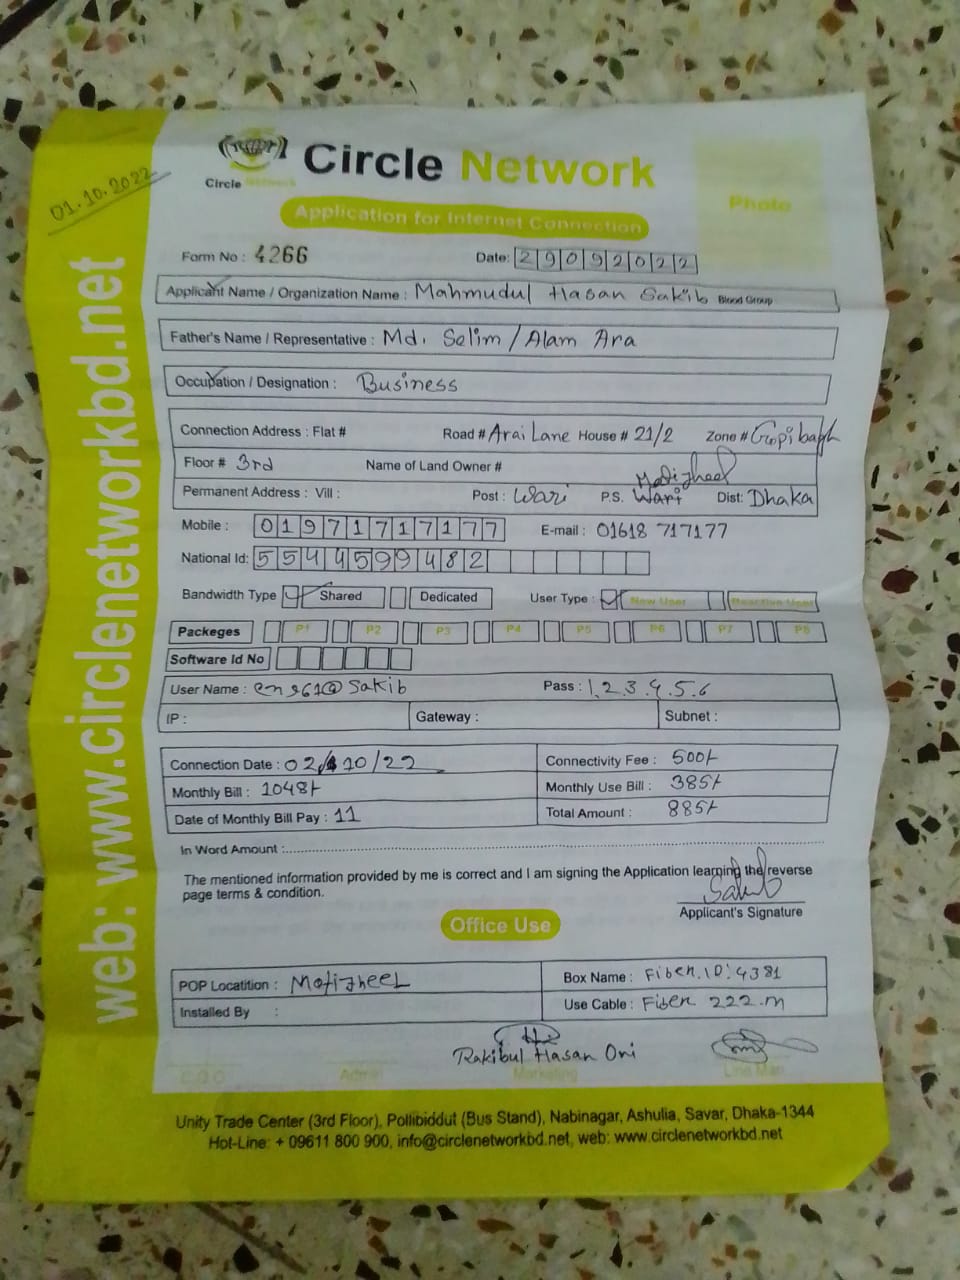 01.10.2022
Circle Network
Circle Network
Application for Internet Connection
Photo
Form No : 4266 Date: 29092022
Applicant Name / Organization Name : Mahmudul Hasan Sakib Blood Group
Father's Name / Representative : Md. Selim / Alam Ara
Occupation / Designation : Business
Connection Address : Flat # Road # Arai Lane House # 21/2 Zone # Gopibagh
Floor # 3rd Name of Land Owner #
Motijheel
Permanent Address : Vill : Post : Wari P.S. Wari Dist: Dhaka
Mobile : 01971717177 E-mail : 01618 717177
National Id: 5544599482
Bandwidth Type Shared Dedicated User Type : New User Reactive User
Packeges P1 P2 P3 P4 P5 P6 P7 P8
Software Id No
User Name : Pass : 1.2.3.4.5.6
IP : Gateway : Subnet :
Connection Date : 02/10/22 Connectivity Fee : 500/-
Monthly Bill : 1048/- Monthly Use Bill : 385/-
Date of Monthly Bill Pay : 11 Total Amount : 885/-
In Word Amount :
The mentioned information provided by me is correct and I am signing the Application learning the reverse
page terms & condition.
Sakib
Applicant's Signature
Office Use
POP Locatition : Motijheel Box Name : Fiber.ID:4381
Installed By : Use Cable : Fiber 222.m
Rakibul Hasan Oni
C.O.O Admin Marketing Line Man
Unity Trade Center (3rd Floor), Pollibiddut (Bus Stand), Nabinagar, Ashulia, Savar, Dhaka-1344
Hot-Line: + 09611 800 900, info@circlenetworkbd.net, web: www.circlenetworkbd.net
web: www.circlenetworkbd.net